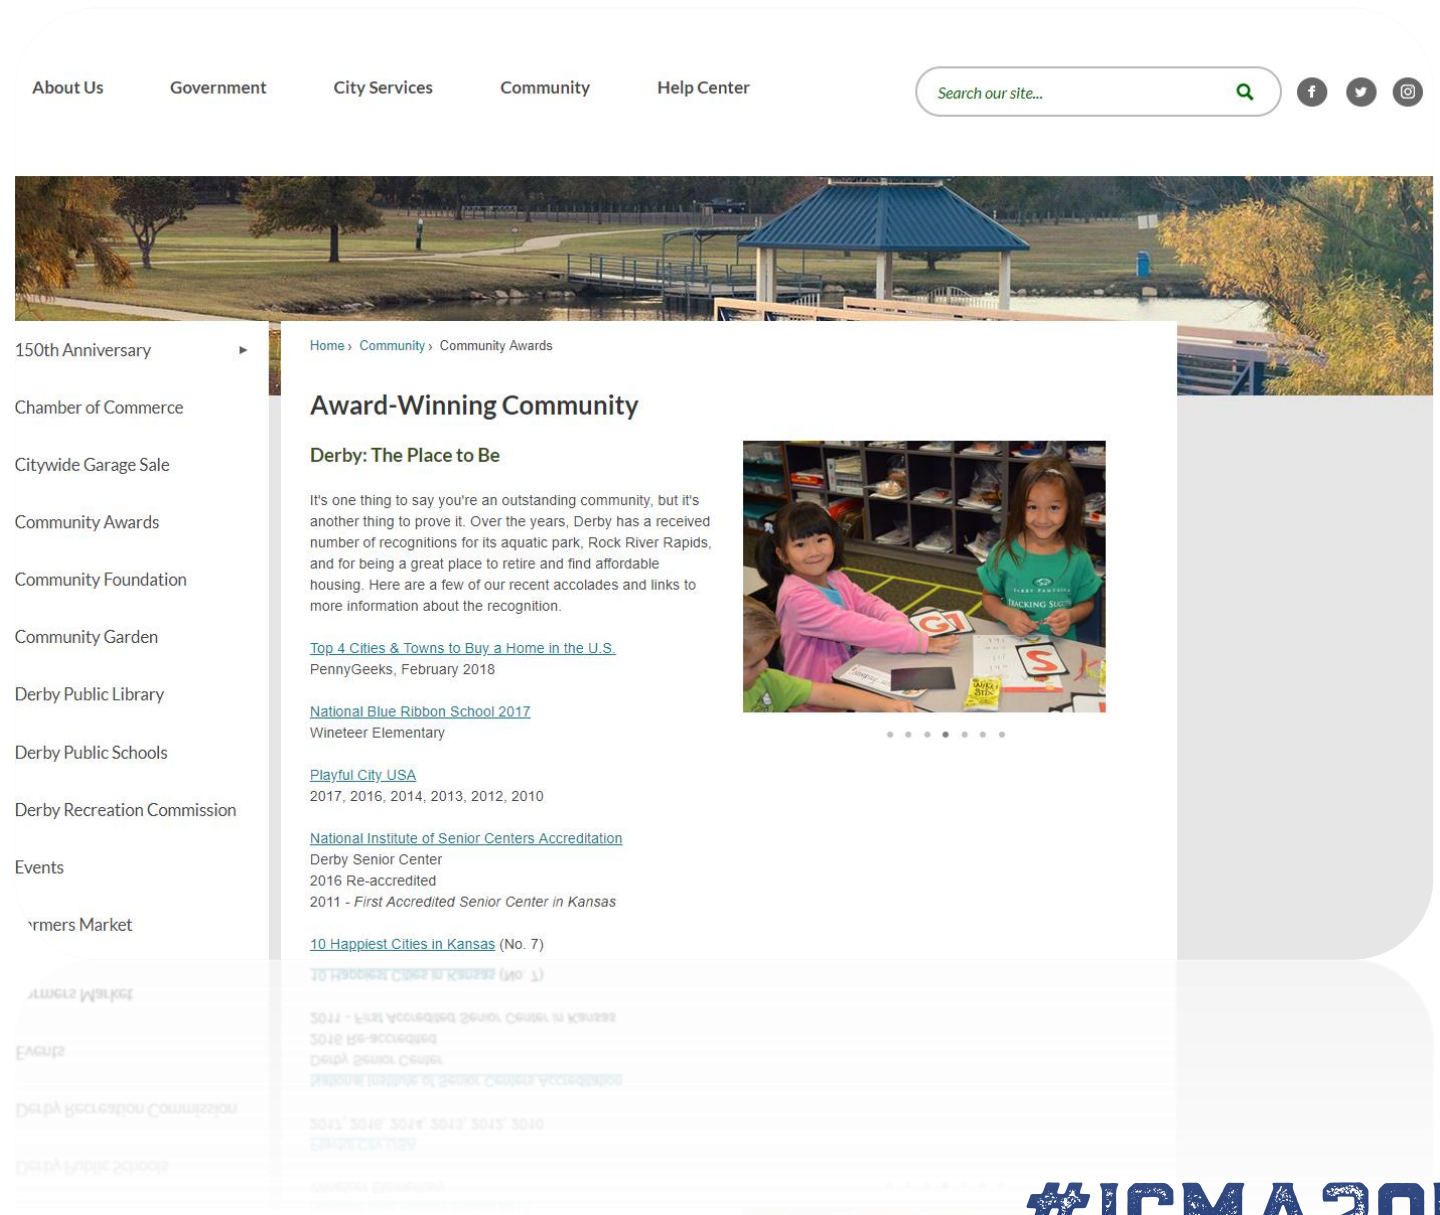 About Us
Government
City Services
Community
Help Center
Search our site...
150th Anniversary
Chamber of Commerce
Citywide Garage Sale
Community Awards
Community Foundation
Community Garden
Derby Public Library
Derby Public Schools
Derby Recreation Commission
Events
rmers Market
Home › Community › Community Awards
Award-Winning Community
Derby: The Place to Be
It's one thing to say you're an outstanding community, but it's
another thing to prove it. Over the years, Derby has a received
number of recognitions for its aquatic park, Rock River Rapids,
and for being a great place to retire and find affordable
housing. Here are a few of our recent accolades and links to
more information about the recognition.
Top 4 Cities & Towns to Buy a Home in the U.S.
PennyGeeks, February 2018
National Blue Ribbon School 2017
Wineteer Elementary
Playful City USA
2017, 2016, 2014, 2013, 2012, 2010
National Institute of Senior Centers Accreditation
Derby Senior Center
2016 Re-accredited
2011 - First Accredited Senior Center in Kansas
10 Happiest Cities in Kansas (No. 7)
DERBY PANTHERS
TRACKING SUCC
G1
S
#ICMA20